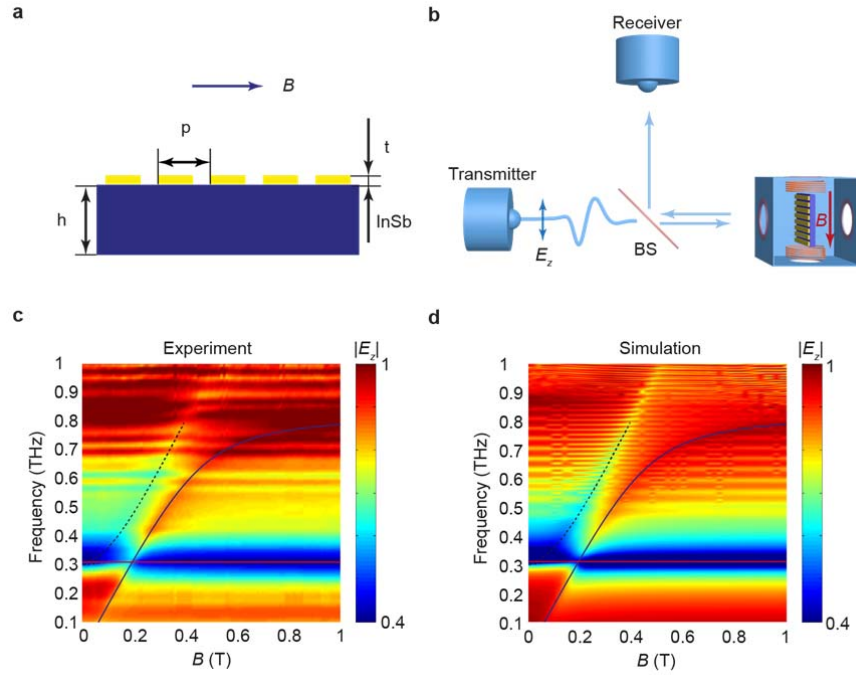 a
B
p
t
h
InSb
b
Receiver
Transmitter
E_z
BS
B
c
Experiment
|E_z|
1
0.9
0.8
0.7
0.6
0.5
0.4
0.3
0.2
0.1
Frequency (THz)
0 0.2 0.4 0.6 0.8 1
B (T)
1
0.4
d
Simulation
|E_z|
1
0.9
0.8
0.7
0.6
0.5
0.4
0.3
0.2
0.1
Frequency (THz)
0 0.2 0.4 0.6 0.8 1
B (T)
1
0.4